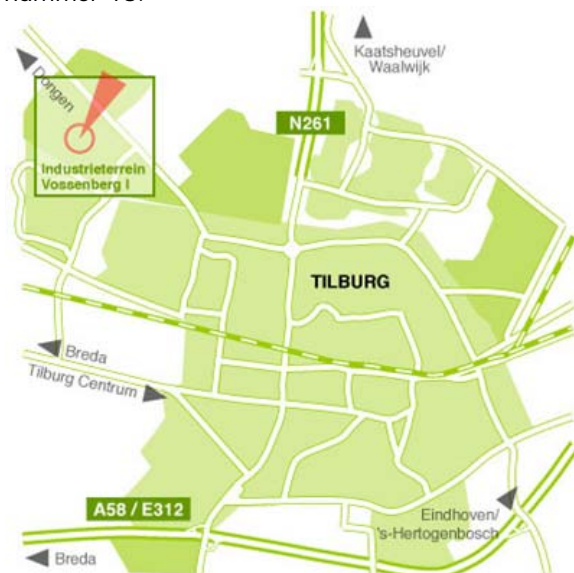 Kaatsheuvel/
Waalwijk
Dongen
N261
Industrieterrein
Vossenberg I
TILBURG
Breda
Tilburg Centrum
A58 / E312
Eindhoven/
's-Hertogenbosch
Breda